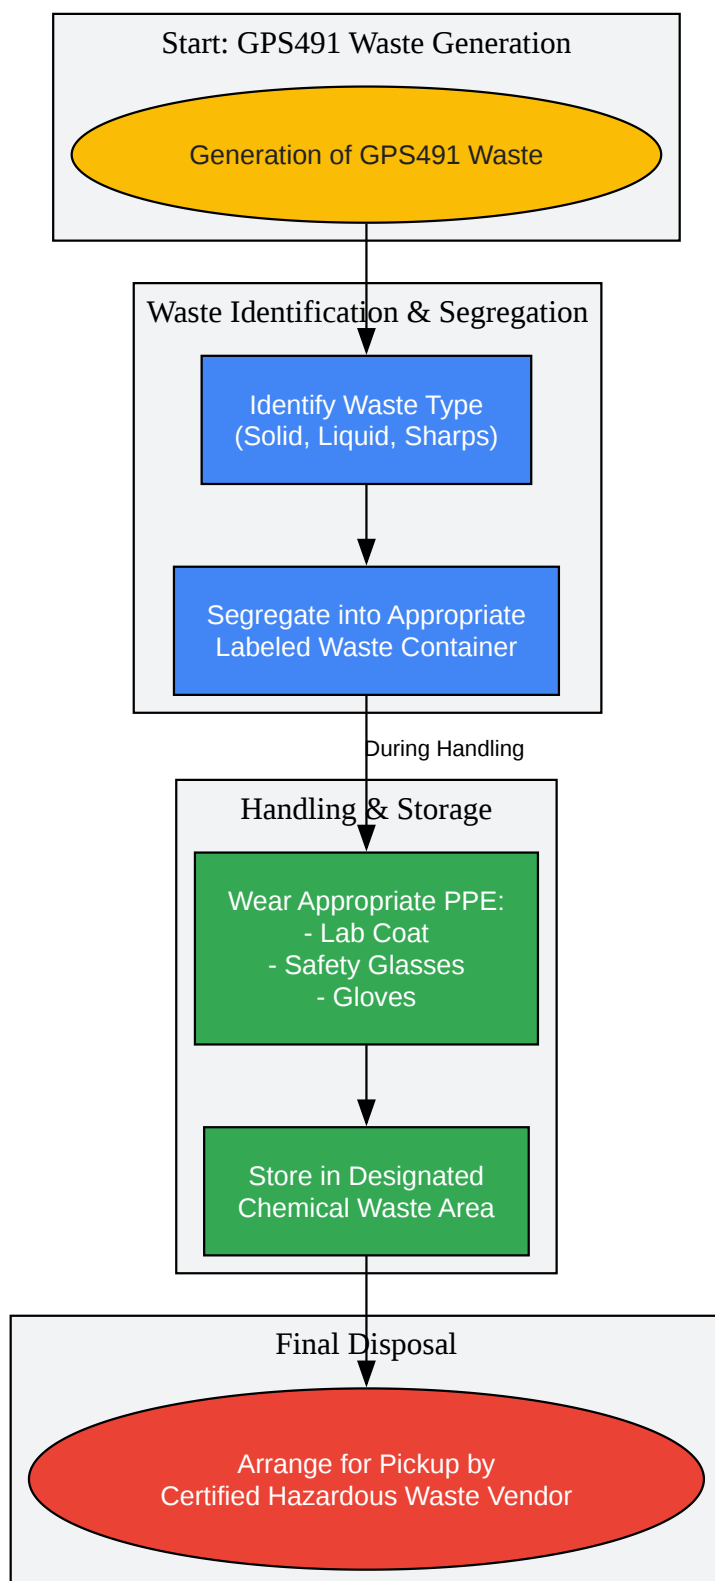 Start: GPS491 Waste Generation
Generation of GPS491 Waste
Waste Identification & Segregation
Identify Waste Type
(Solid, Liquid, Sharps)
Segregate into Appropriate
Labeled Waste Container
During Handling
Handling & Storage
Wear Appropriate PPE:
- Lab Coat
- Safety Glasses
- Gloves
Store in Designated
Chemical Waste Area
Final Disposal
Arrange for Pickup by
Certified Hazardous Waste Vendor